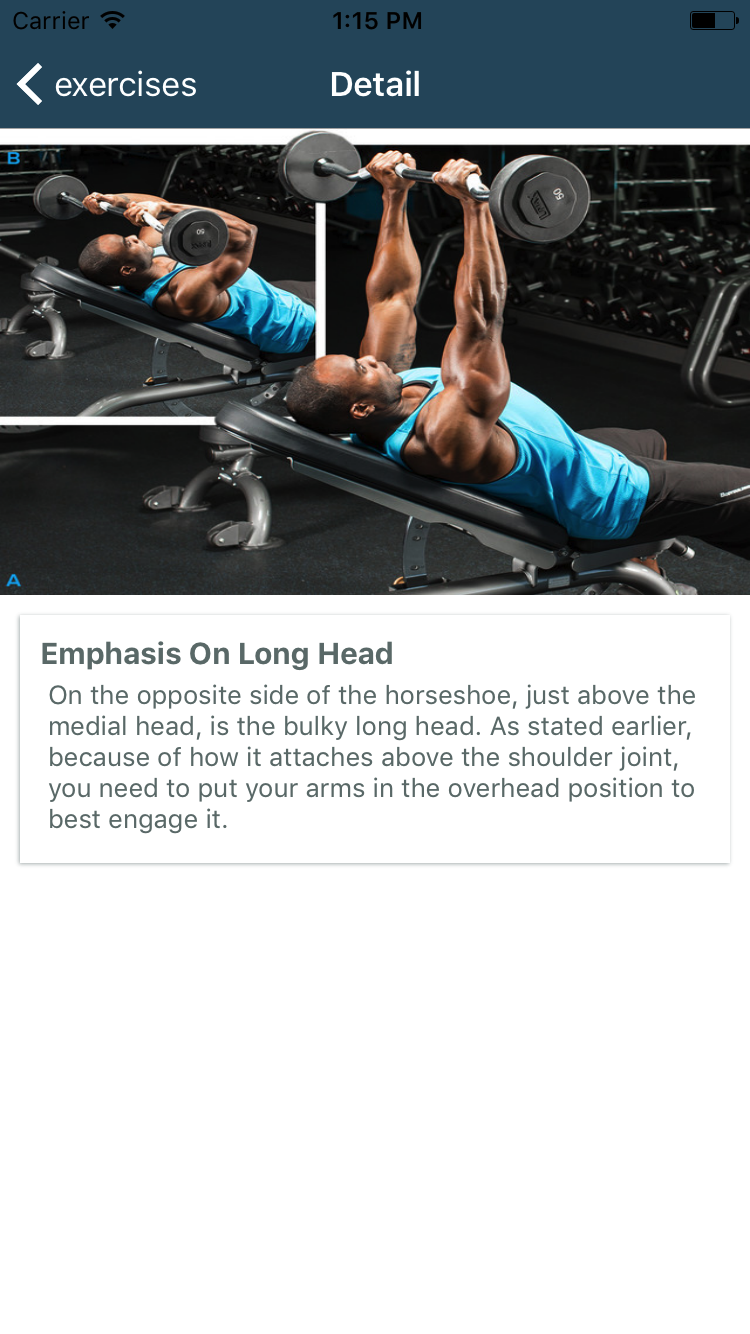 Carrier 1:15 PM
exercises Detail
B
50
50
A
Emphasis On Long Head
On the opposite side of the horseshoe, just above the
medial head, is the bulky long head. As stated earlier,
because of how it attaches above the shoulder joint,
you need to put your arms in the overhead position to
best engage it.